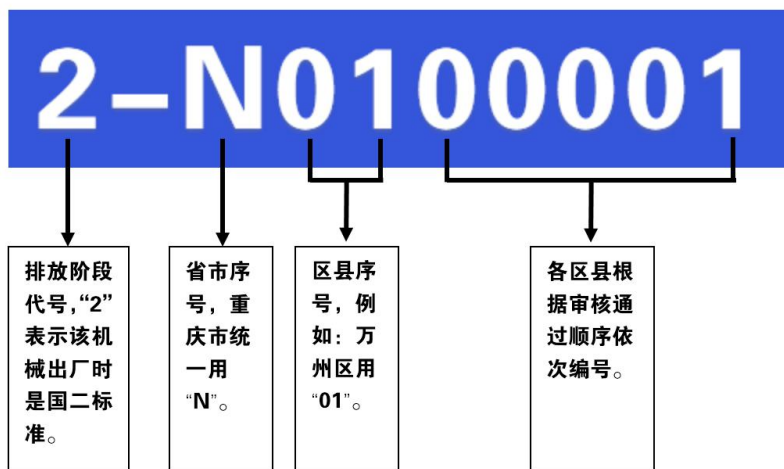 2-N0100001
排放阶段
代号，“2”
表示该机
械出厂时
是国二标
准。
省市序
号，重
庆市统
一用
“N”。
区县序
号，例
如：万
州区用
“01”。
各区县根
据审核通
过顺序依
次编号。